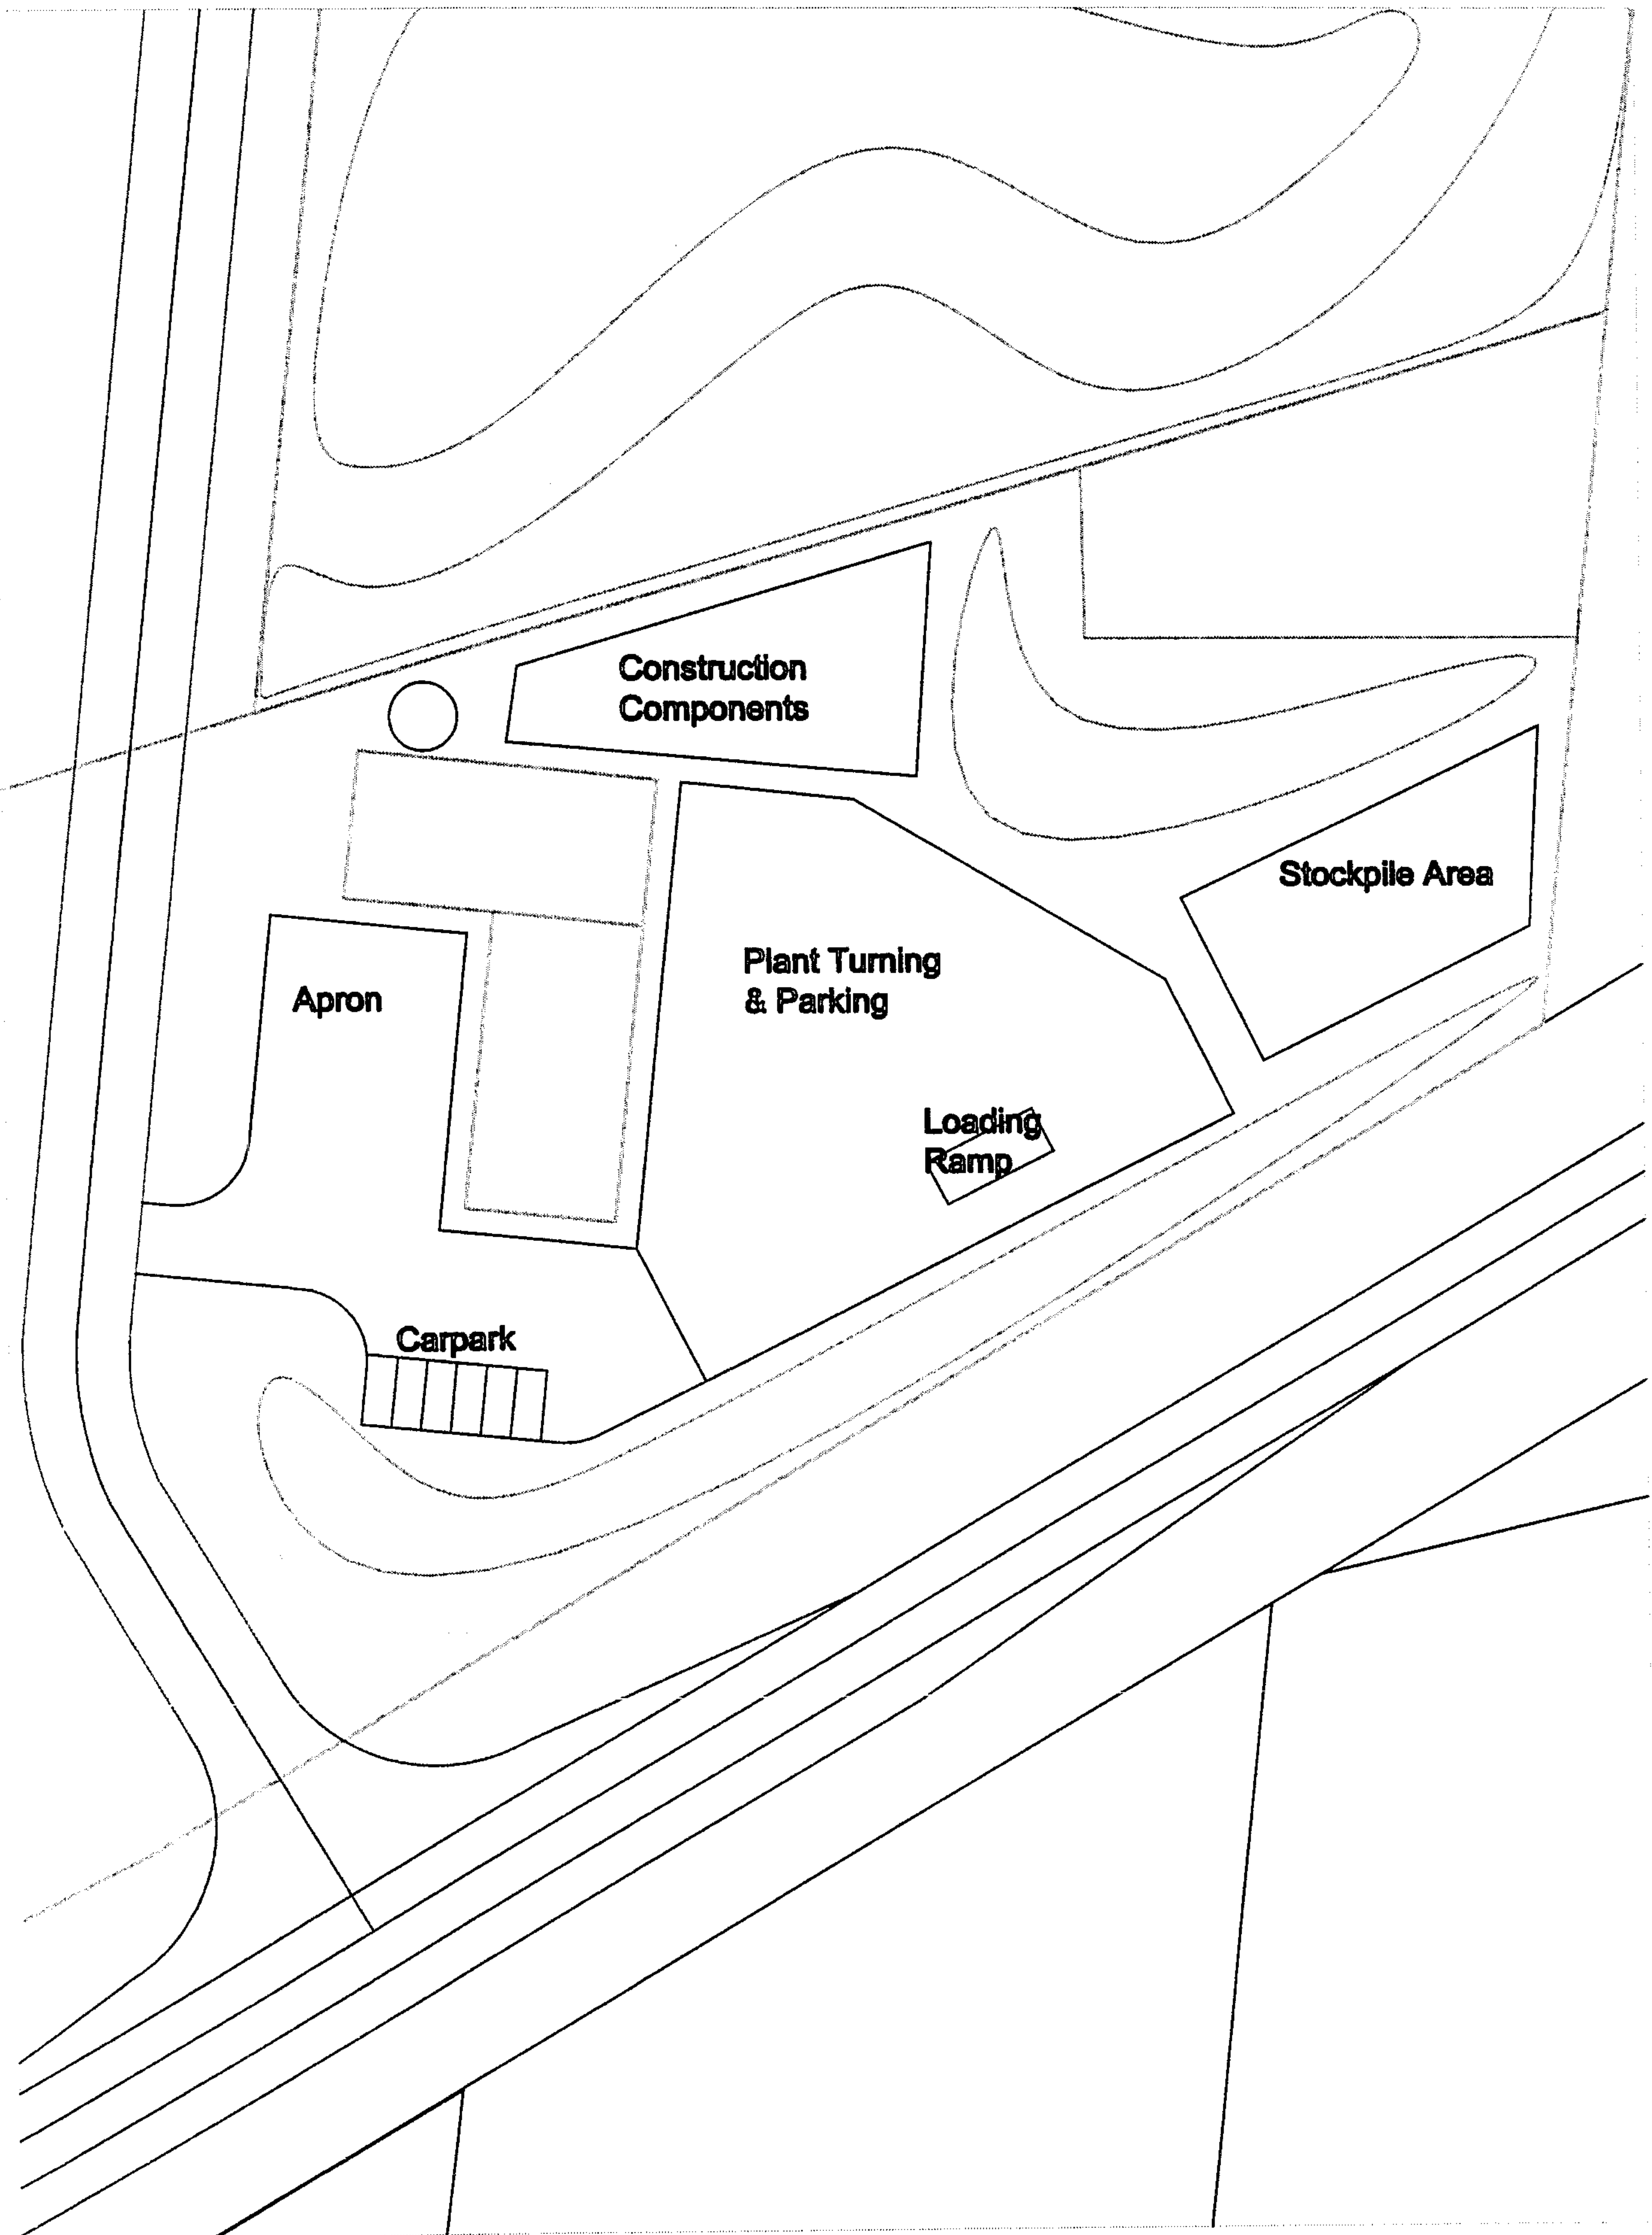 Construction
Components
Stockpile Area
Plant Turning
& Parking
Apron
Loading
Ramp
Carpark